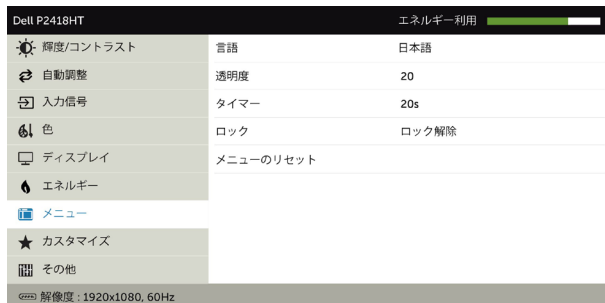 Dell P2418HT エネルギー利用
輝度/コントラスト 言語 日本語
自動調整 透明度 20
入力信号 タイマー 20s
色 ロック ロック解除
ディスプレイ メニューのリセット
エネルギー
メニュー
カスタマイズ
その他
解像度 : 1920x1080, 60Hz